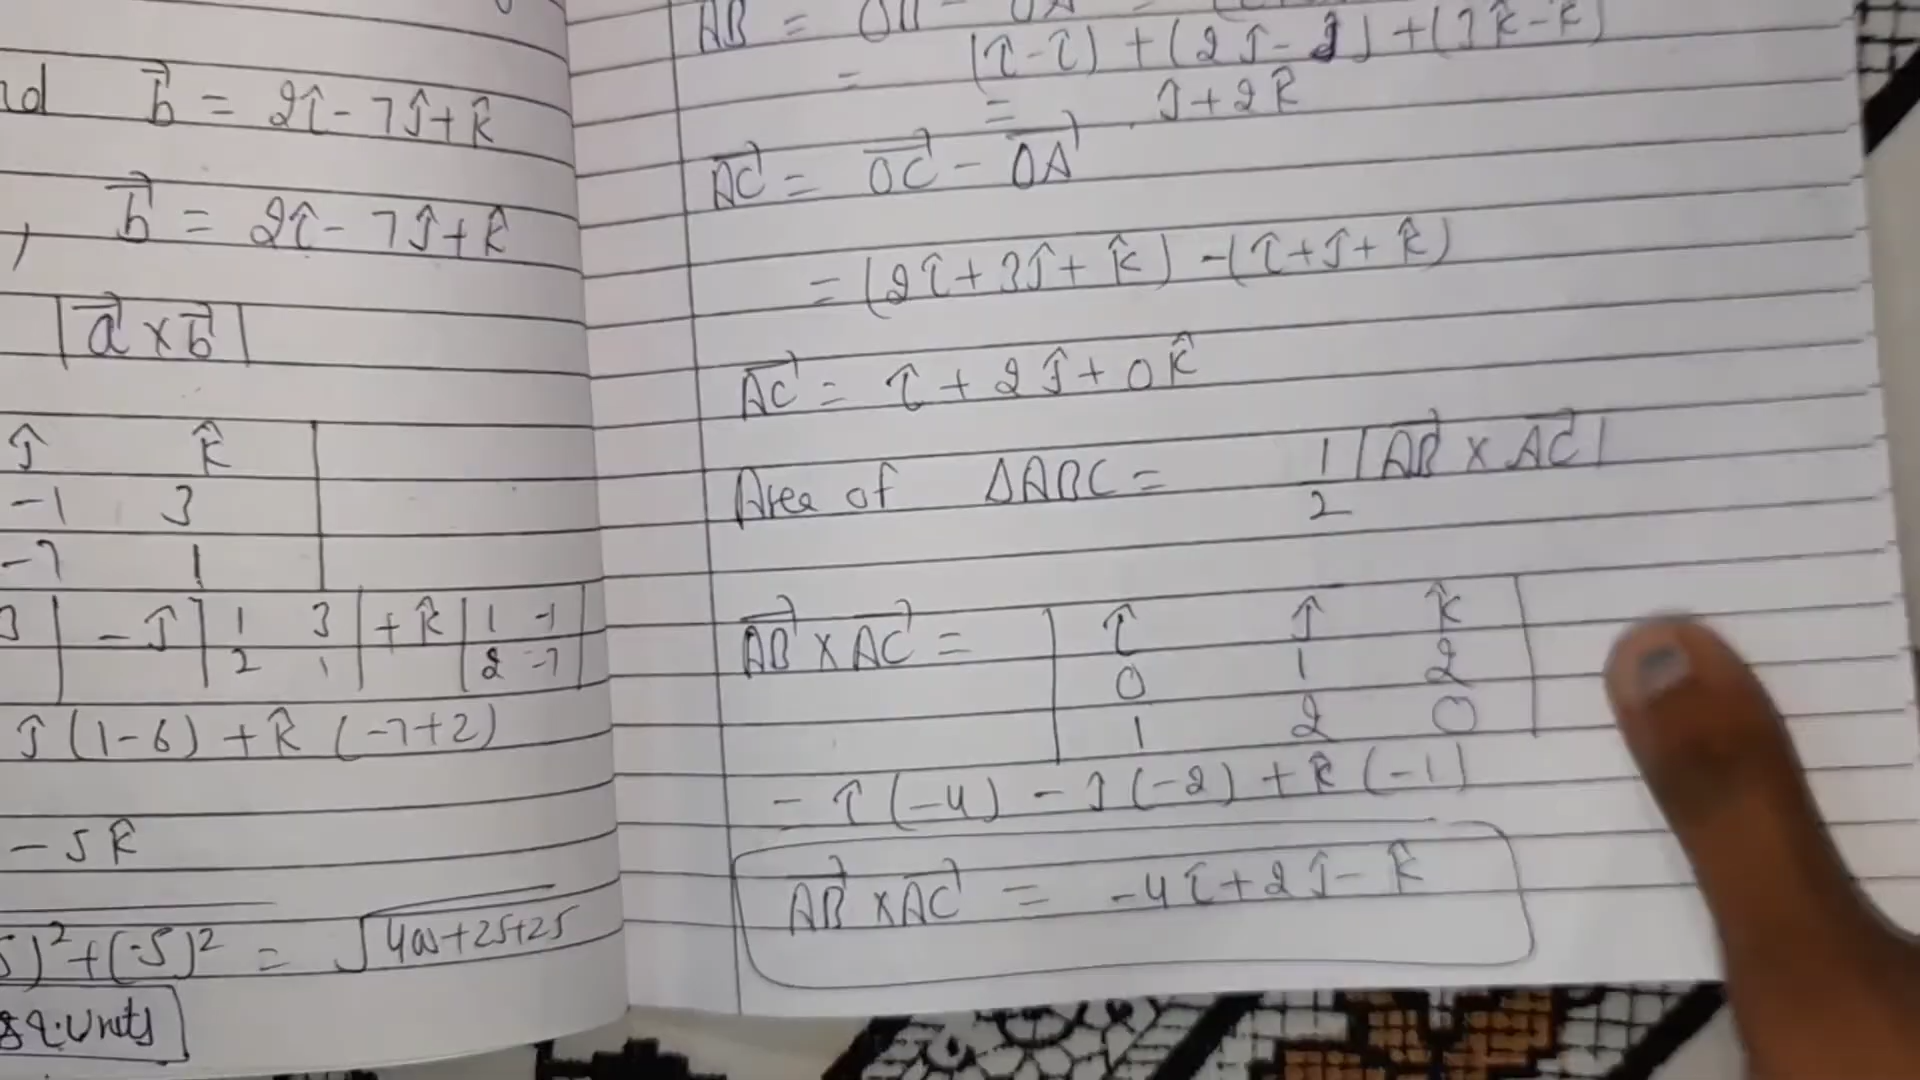 nd b⃗ = 2î - 7ĵ + k̂
, b⃗ = 2î - 7ĵ + k̂
|a⃗ x b⃗|
ĵ k̂
-1 3
-7 1
3 | - ĵ | 1 3 | + k̂ | 1 -1 |
2 1 2 -7
ĵ (1-6) + k̂ (-7+2)
- 5k̂
5)² + (-5)² = √400+25+25
sq. units
AB =
= (î - î) + (2ĵ - ĵ) + (3k̂ - k̂)
= ĵ + 2k̂
AC⃗ = OC⃗ - OA⃗
= (2î + 3ĵ + k̂) - (î + ĵ + k̂)
AC⃗ = î + 2ĵ + 0k̂
Area of ΔABC = 1/2 |AB⃗ x AC⃗|
AB⃗ x AC⃗ = | î ĵ k̂ |
0 1 2
1 2 0
- î (-4) - ĵ (-2) + k̂ (-1)
AB⃗ x AC⃗ = -4î + 2ĵ - k̂